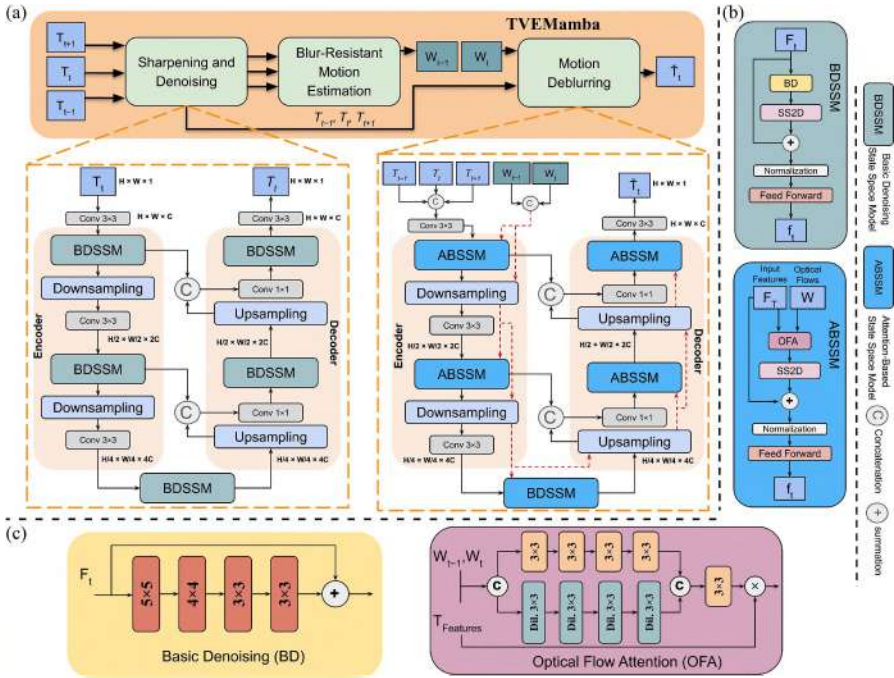 (a)
TVEMamba
T_{t+1}
T_t
T_{t-1}
Sharpening and
Denoising
Blur-Resistant
Motion
Estimation
W_{t-1}
W_t
Motion
Deblurring
T̂_t
T_{t-1}, T_t, T_{t+1}
T_t
H × W × 1
Conv 3×3
H × W × C
BDSSM
Downsampling
Conv 3×3
H/2 × W/2 × 2C
BDSSM
Downsampling
Conv 3×3
H/4 × W/4 × 4C
Encoder
BDSSM
C
C
T_t
H × W × 1
Conv 3×3
H × W × C
BDSSM
Conv 1×1
Upsampling
H/2 × W/2 × 2C
BDSSM
Conv 1×1
Upsampling
H/4 × W/4 × 4C
Decoder
T_{t-1}
T_t
T_{t+1}
W_{t-1}
W_t
C
C
Conv 3×3
H × W × C
ABSSM
Downsampling
Conv 3×3
H/2 × W/2 × 2C
ABSSM
Downsampling
Conv 3×3
H/4 × W/4 × 4C
Encoder
BDSSM
C
C
T̂_t
H × W × 1
Conv 3×3
H × W × C
ABSSM
Conv 1×1
Upsampling
H/2 × W/2 × 2C
ABSSM
Conv 1×1
Upsampling
H/4 × W/4 × 4C
Decoder
(b)
BDSSM
F_t
BD
SS2D
+
Normalization
Feed Forward
f_t
ABSSM
Input
Features
Optical
Flows
F_T
W
OFA
SS2D
+
Normalization
Feed Forward
f_t
BDSSM
Basic Denoising
State Space Model
ABSSM
Attention-Based
State Space Model
C
Concatenation
+
summation
(c)
F_t
5×5
4×4
3×3
3×3
+
Basic Denoising (BD)
W_{t-1},W_t
T_{Features}
C
3×3
3×3
3×3
3×3
Dil. 3×3
Dil. 3×3
Dil. 3×3
Dil. 3×3
C
3×3
×
Optical Flow Attention (OFA)